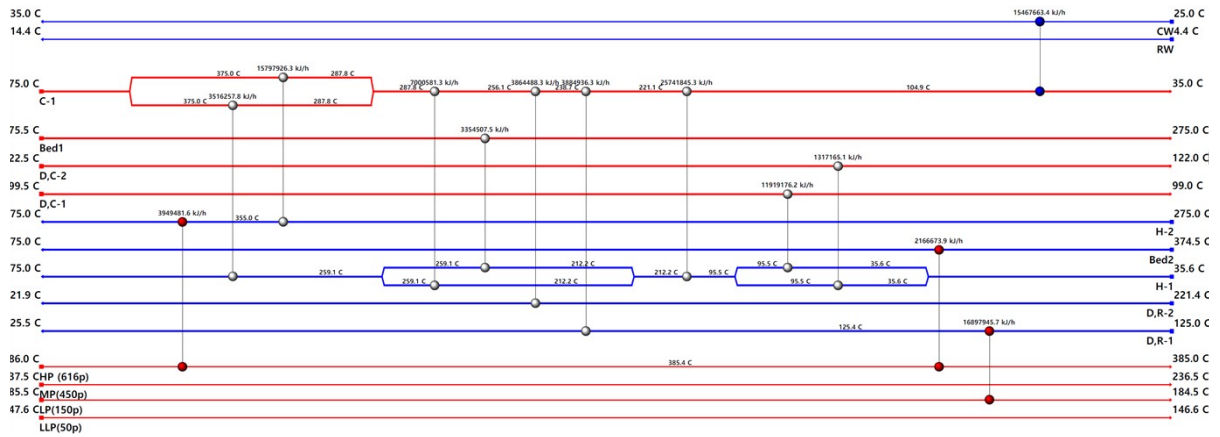 35.0 C 15467663.4 kJ/h 25.0 C
CW
14.4 C 4.4 C
RW
375.0 C 15797926.3 kJ/h 287.8 C
75.0 C 3516257.8 kJ/h 287.8 C 7000581.3 kJ/h 256.1 C 3864488.3 kJ/h 238.7 C 3884936.3 kJ/h 221.1 C 25741845.3 kJ/h 104.9 C 35.0 C
C-1 375.0 C 287.8 C
75.5 C 3354507.5 kJ/h 275.0 C
Bed1
22.5 C 1317165.1 kJ/h 122.0 C
D,C-2
99.5 C 11919176.2 kJ/h 99.0 C
D,C-1
75.0 C 3949481.6 kJ/h 355.0 C 275.0 C
H-2
75.0 C 2166673.9 kJ/h 374.5 C
Bed2
75.0 C 259.1 C 259.1 C 212.2 C 212.2 C 95.5 C 95.5 C 35.6 C 35.6 C
259.1 C 212.2 C 95.5 C 35.6 C H-1
21.9 C 221.4 C
D,R-2
25.5 C 125.4 C 16897945.7 kJ/h 125.0 C
D,R-1
86.0 C 385.4 C 385.0 C
HP (616p)
37.5 C 236.5 C
MP(450p)
85.5 C 184.5 C
LP(150p)
47.6 C 146.6 C
LLP(50p)